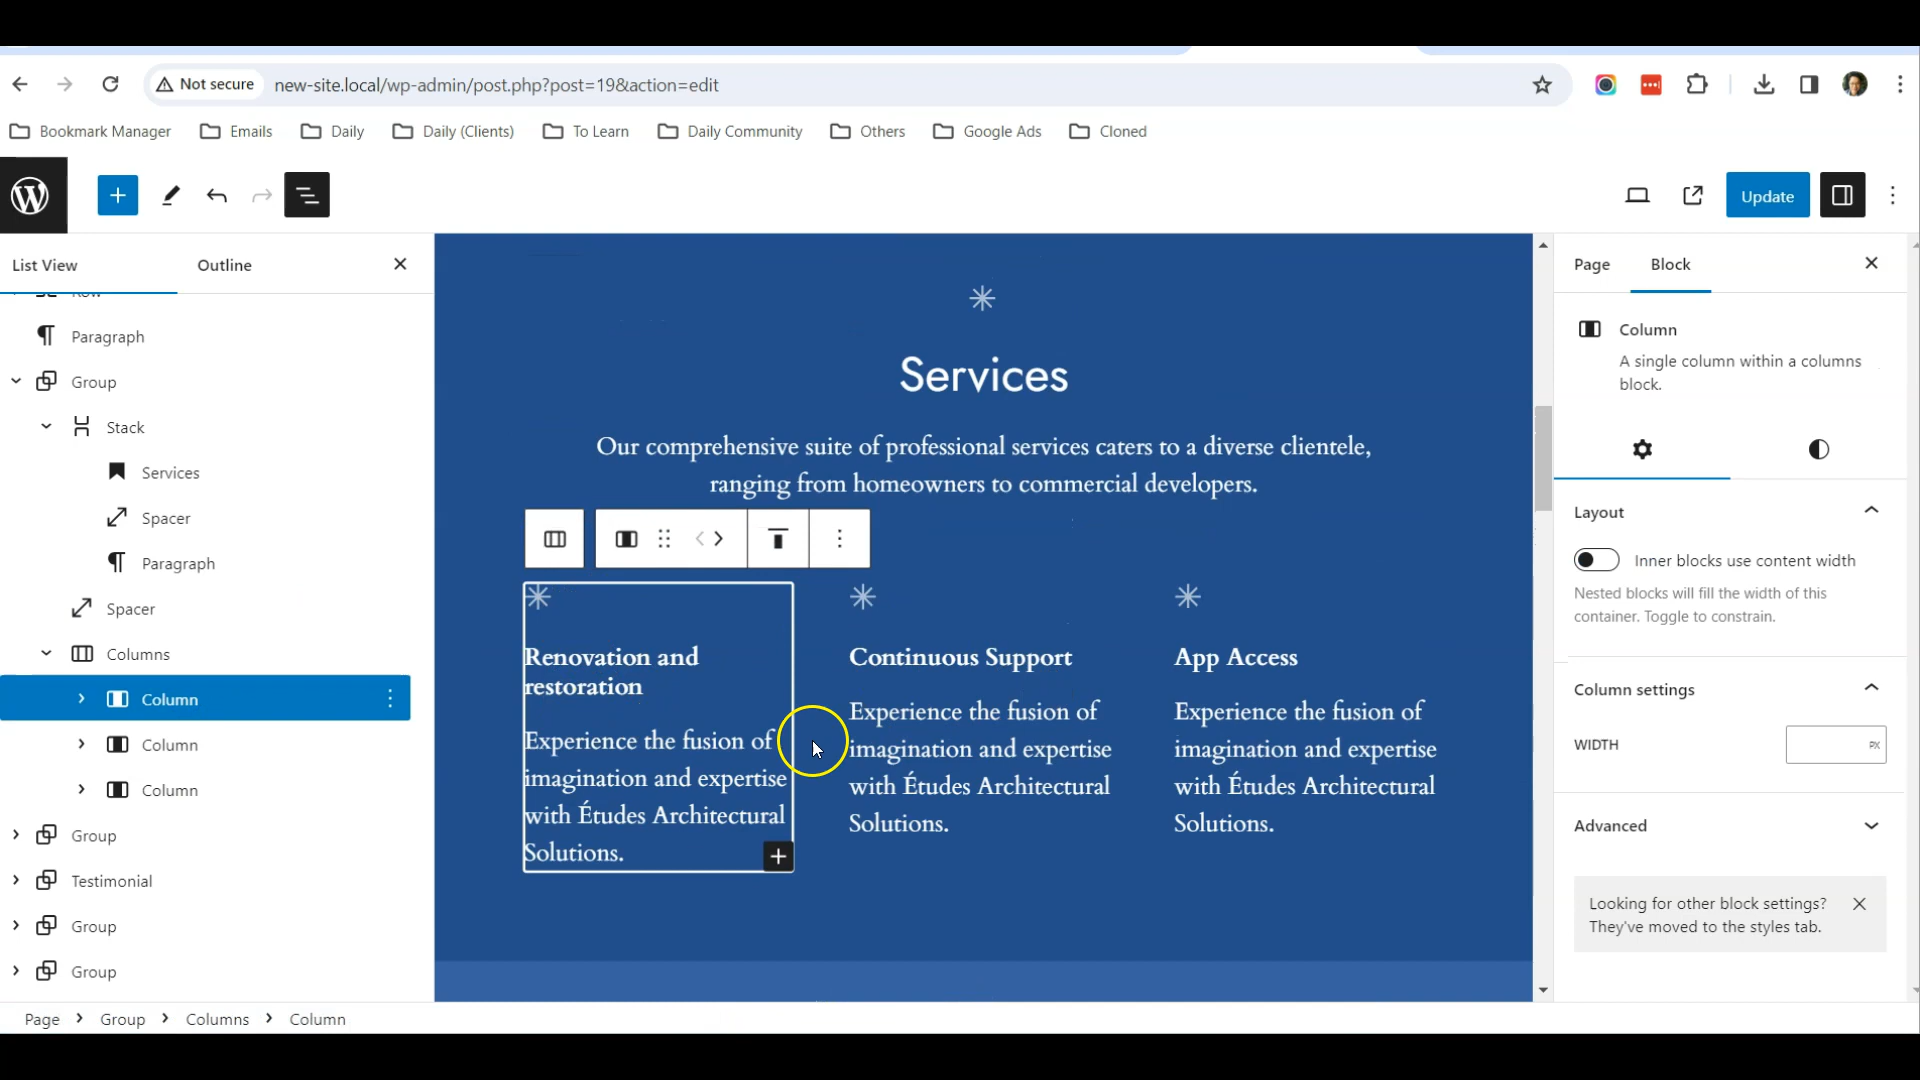 Not secure
new-site.local/wp-admin/post.php?post=19&action=edit
Bookmark Manager
Emails
Daily
Daily (Clients)
To Learn
Daily Community
Others
Google Ads
Cloned
Update
List View
Outline
Row
Paragraph
Group
Stack
Services
Spacer
Paragraph
Spacer
Columns
Column
Column
Column
Group
Testimonial
Group
Group
Services
Our comprehensive suite of professional services caters to a diverse clientele,
ranging from homeowners to commercial developers.
Renovation and
restoration
Experience the fusion of
imagination and expertise
with Études Architectural
Solutions.
Continuous Support
Experience the fusion of
imagination and expertise
with Études Architectural
Solutions.
App Access
Experience the fusion of
imagination and expertise
with Études Architectural
Solutions.
Page
Block
Column
A single column within a columns
block.
Layout
Inner blocks use content width
Nested blocks will fill the width of this
container. Toggle to constrain.
Column settings
WIDTH
PX
Advanced
Looking for other block settings?
They've moved to the styles tab.
Page > Group > Columns > Column